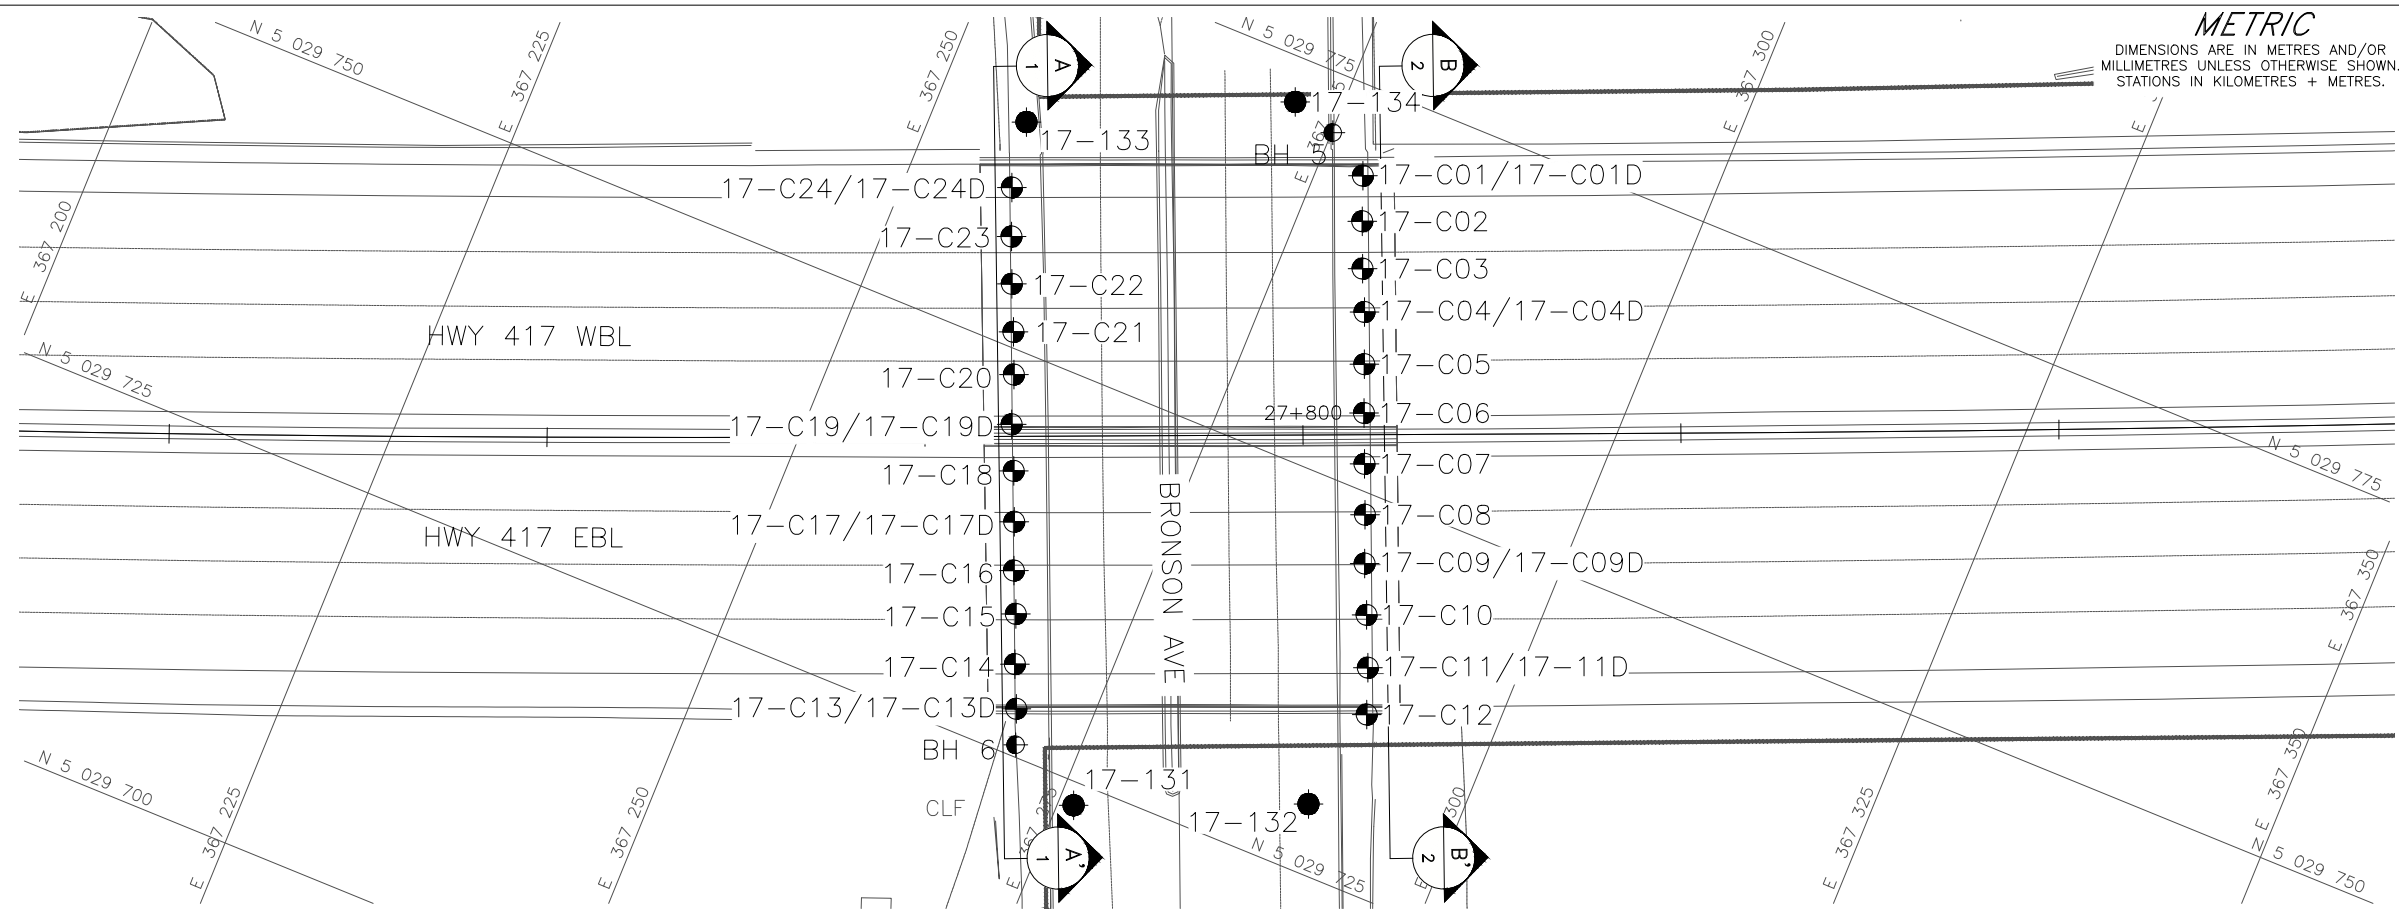 METRIC
DIMENSIONS ARE IN METRES AND/OR
MILLIMETRES UNLESS OTHERWISE SHOWN.
STATIONS IN KILOMETRES + METRES.
N 5 029 750
E 367 225
E 367 250
N 5 029 775
E 367 300
E
A
1
B
2
17-134
17-133
BH 5
E 367
17-C24/17-C24D
17-C01/17-C01D
E 367 200
17-C23
17-C02
17-C22
17-C03
17-C21
17-C04/17-C04D
HWY 417 WBL
N 5 029 725
17-C20
17-C05
27+800
17-C19/17-C19D
17-C06
17-C18
17-C07
N 5 029 775
BRONSON AVE
17-C17/17-C17D
17-C08
HWY 417 EBL
17-C16
17-C09/17-C09D
E 367 350
17-C15
17-C10
17-C14
17-C11/17-11D
17-C13/17-C13D
17-C12
BH 6
N 5 029 700
17-131
CLF
17-132
E 367 225
E 367 250
E 367
E 300
E 367 325
E 367 350
N 5 029 725
N 5 029 750
A'
1
B'
2